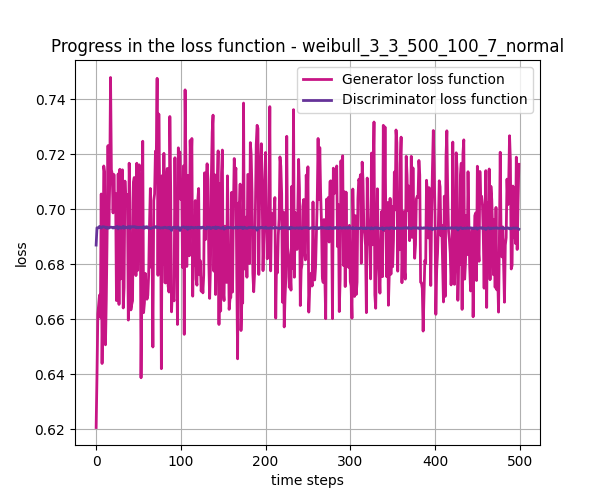 Progress in the loss function - weibull_3_3_500_100_7_normal
Generator loss function
Discriminator loss function
0.74
0.72
0.70
0.68
0.66
0.64
0.62
loss
0
100
200
300
400
500
time steps